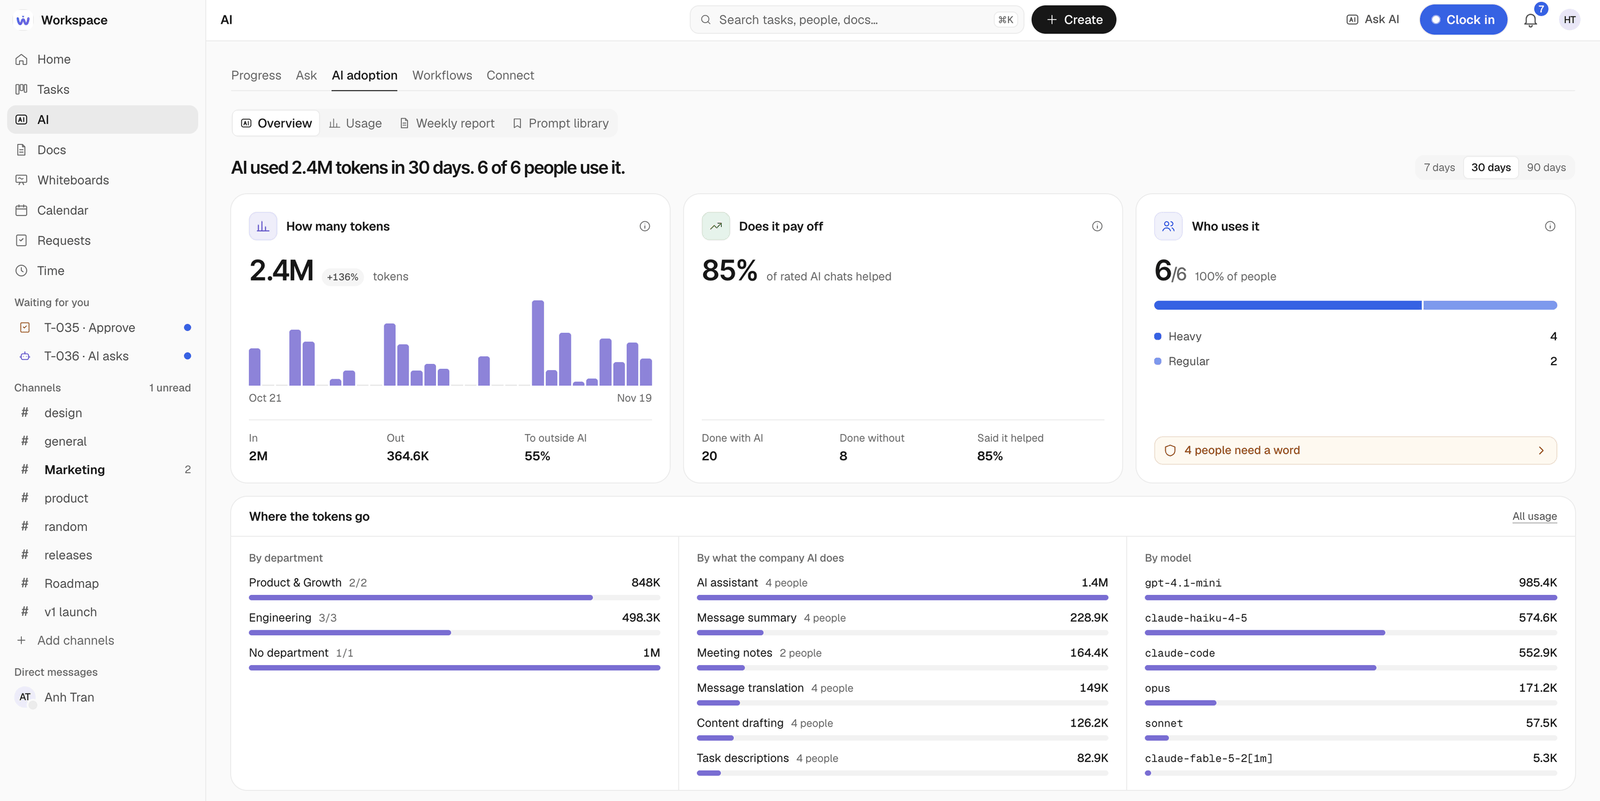 Workspace
AI
Search tasks, people, docs...
⌘K
Create
Ask AI
Clock in
7
HT
Home
Tasks
AI
Docs
Whiteboards
Calendar
Requests
Time
Waiting for you
T-035 · Approve
T-036 · AI asks
Channels 1 unread
# design
# general
# Marketing 2
# product
# random
# releases
# Roadmap
# v1 launch
+ Add channels
Direct messages
AT Anh Tran
Progress Ask AI adoption Workflows Connect
Overview Usage Weekly report Prompt library
AI used 2.4M tokens in 30 days. 6 of 6 people use it.
7 days 30 days 90 days
How many tokens
2.4M +136% tokens
Oct 21 Nov 19
In Out To outside AI
2M 364.6K 55%
Does it pay off
85% of rated AI chats helped
Done with AI Done without Said it helped
20 8 85%
Who uses it
6/6 100% of people
Heavy 4
Regular 2
4 people need a word
Where the tokens go
All usage
By department
Product & Growth 2/2 848K
Engineering 3/3 498.3K
No department 1/1 1M
By what the company AI does
AI assistant 4 people 1.4M
Message summary 4 people 228.9K
Meeting notes 2 people 164.4K
Message translation 4 people 149K
Content drafting 4 people 126.2K
Task descriptions 4 people 82.9K
By model
gpt-4.1-mini 985.4K
claude-haiku-4-5 574.6K
claude-code 552.9K
opus 171.2K
sonnet 57.5K
claude-fable-5-2[1m] 5.3K